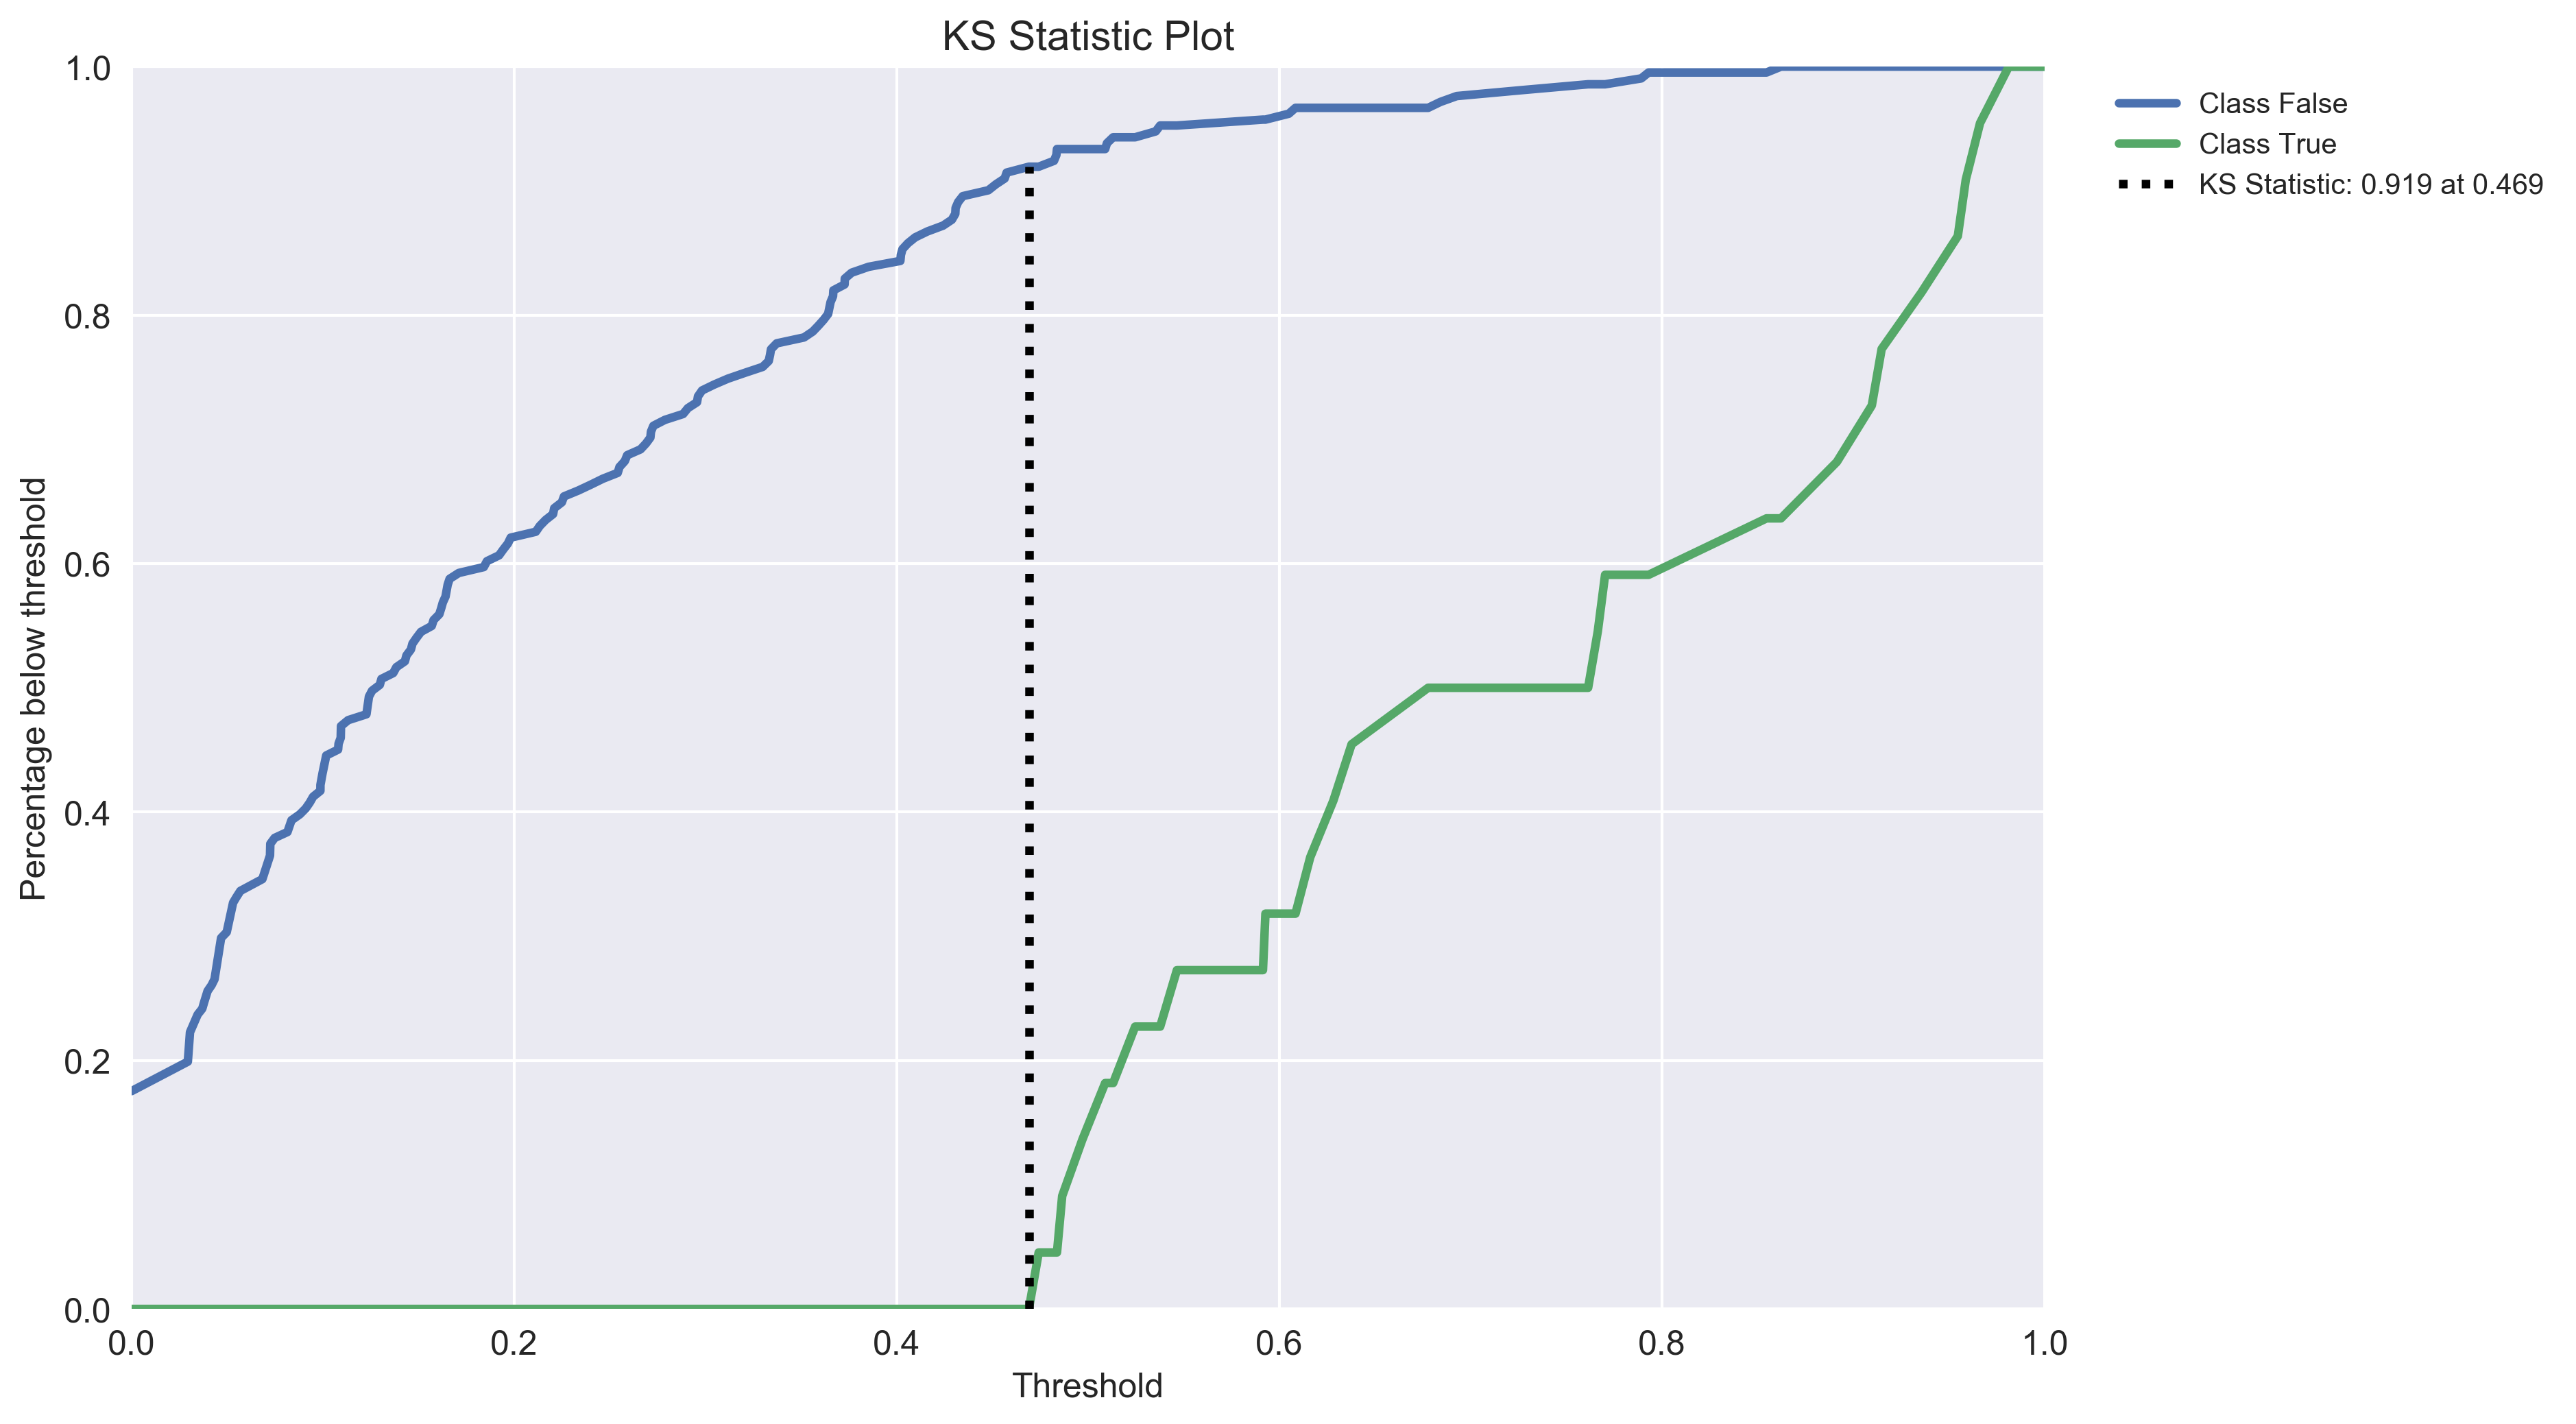 KS Statistic Plot
1.0
0.8
0.6
0.4
0.2
0.0
Percentage below threshold
0.0 0.2 0.4 0.6 0.8 1.0
Threshold
Class False
Class True
KS Statistic: 0.919 at 0.469